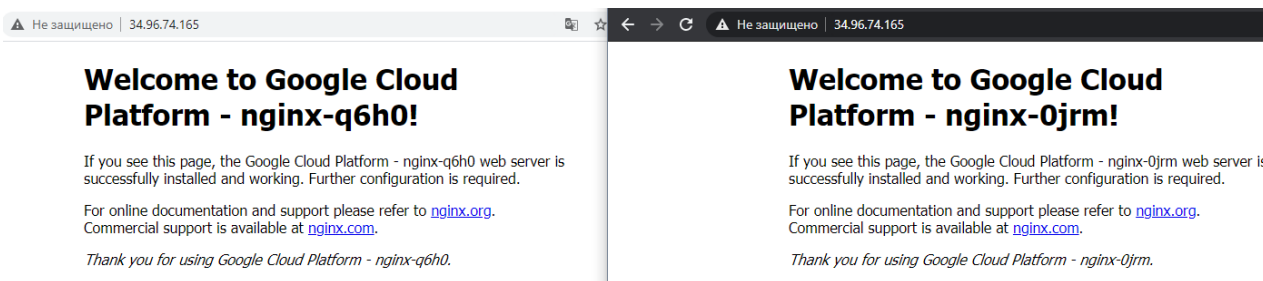 Не защищено 34.96.74.165
Welcome to Google Cloud
Platform - nginx-q6h0!
If you see this page, the Google Cloud Platform - nginx-q6h0 web server is
successfully installed and working. Further configuration is required.
For online documentation and support please refer to nginx.org.
Commercial support is available at nginx.com.
Thank you for using Google Cloud Platform - nginx-q6h0.
Не защищено 34.96.74.165
Welcome to Google Cloud
Platform - nginx-0jrm!
If you see this page, the Google Cloud Platform - nginx-0jrm web server is
successfully installed and working. Further configuration is required.
For online documentation and support please refer to nginx.org.
Commercial support is available at nginx.com.
Thank you for using Google Cloud Platform - nginx-0jrm.